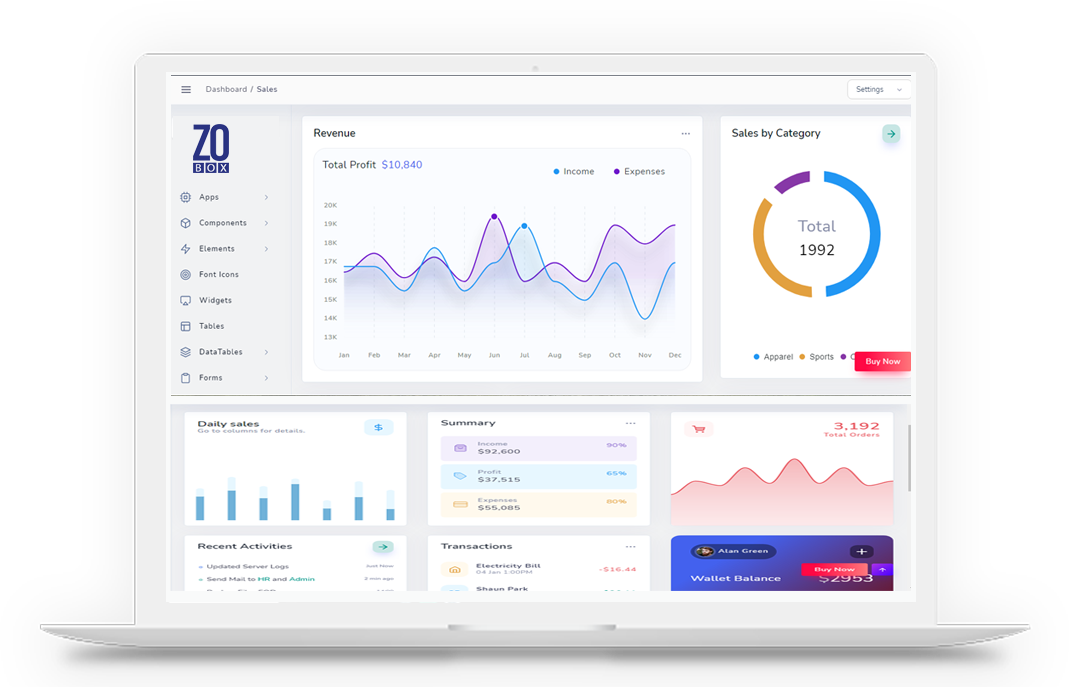 Dashboard / Sales
Settings
ZO
BOX
Apps
Components
Elements
Font Icons
Widgets
Tables
DataTables
Forms
Revenue
Total Profit $10,840
Income Expenses
20K
19K
18K
17K
16K
15K
14K
13K
Jan Feb Mar Apr May Jun Jul Aug Sep Oct Nov Dec
Sales by Category
Total
1992
Apparel Sports
Buy Now
Daily sales
Go to columns for details.
$
Summary
Income
$92,600
90%
Profit
$37,515
65%
Expenses
$55,085
80%
3,192
Total Orders
Recent Activities
Updated Server Logs Just Now
Send Mail to HR and Admin 2 min ago
Transactions
Electricity Bill
04 Jan 1:00PM
-$16.44
Shaun Park
Alan Green
Wallet Balance
Buy Now
$2953